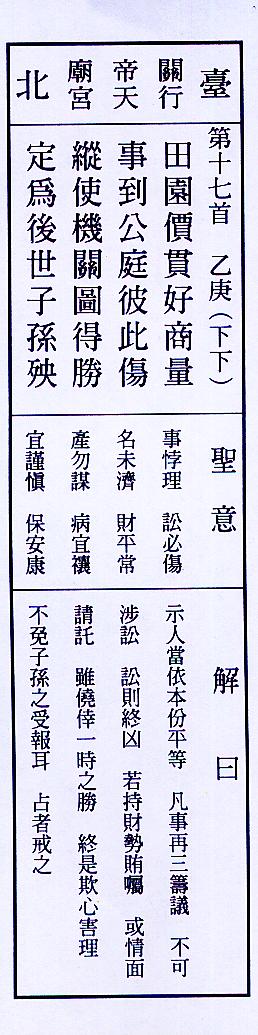 臺 關行 帝天 廟宮 北
第十七首 乙庚（下下）
田園價貫好商量
事到公庭彼此傷
縱使機關圖得勝
定為後世子孫殃
聖意
事悖理 訟必傷
名未濟 財平常
產勿謀 病宜禳
宜謹慎 保安康
解曰
示人當依本份平等 凡事再三籌議 不可
涉訟 訟則終凶 若持財勢賄囑 或情面
請託 雖僥倖一時之勝 終是欺心害理
不免子孫之受報耳 占者戒之